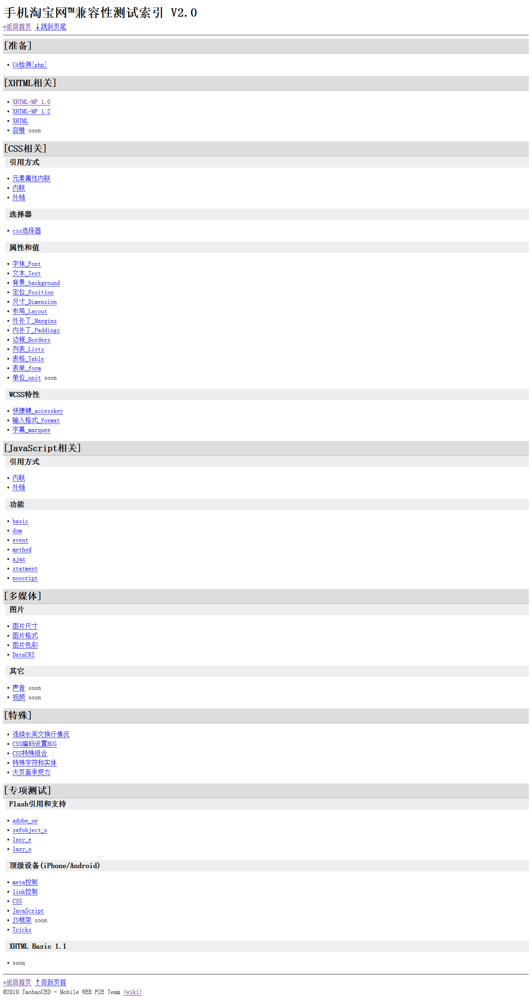 手机淘宝网™兼容性测试索引 V2.0
«返回首页 ↓跳到页尾
[准备]
▪ UA检测[php]
[XHTML相关]
▪ XHTML-MP 1.0
▪ XHTML-MP 1.2
▪ XHTML
▪ 容错 soon
[CSS相关]
引用方式
▪ 元素属性内联
▪ 内联
▪ 外链
选择器
▪ css选择器
属性和值
▪ 字体_Font
▪ 文本_Text
▪ 背景_background
▪ 定位_Position
▪ 尺寸_Dimension
▪ 布局_Layout
▪ 外补丁_Margins
▪ 内补丁_Paddings
▪ 边框_Borders
▪ 列表_Lists
▪ 表格_Table
▪ 表单_form
▪ 单位_unit soon
WCSS特性
▪ 快捷键_accesskey
▪ 输入格式_format
▪ 字幕_marquee
[JavaScript相关]
引用方式
▪ 内联
▪ 外链
功能
▪ basic
▪ dom
▪ event
▪ method
▪ ajax
▪ statment
▪ noscript
[多媒体]
图片
▪ 图片尺寸
▪ 图片格式
▪ 图片色彩
▪ DataURI
其它
▪ 声音 soon
▪ 视频 soon
[特殊]
▪ 连续长英文换行情况
▪ CSS编码设置BUG
▪ CSS特殊组合
▪ 特殊字符和实体
▪ 大页面承受力
[专项测试]
Flash引用和支持
▪ adobe_oe
▪ swfobject_o
▪ lazy_e
▪ lazy_o
顶级设备(iPhone/Android)
▪ meta控制
▪ link控制
▪ CSS
▪ JavaScript
▪ JS框架 soon
▪ Tricks
XHTML Basic 1.1
▪ soon
«返回首页 ↑回到页首
@2010 TaobaoUED - Mobile WEB F2E Team (wiki)